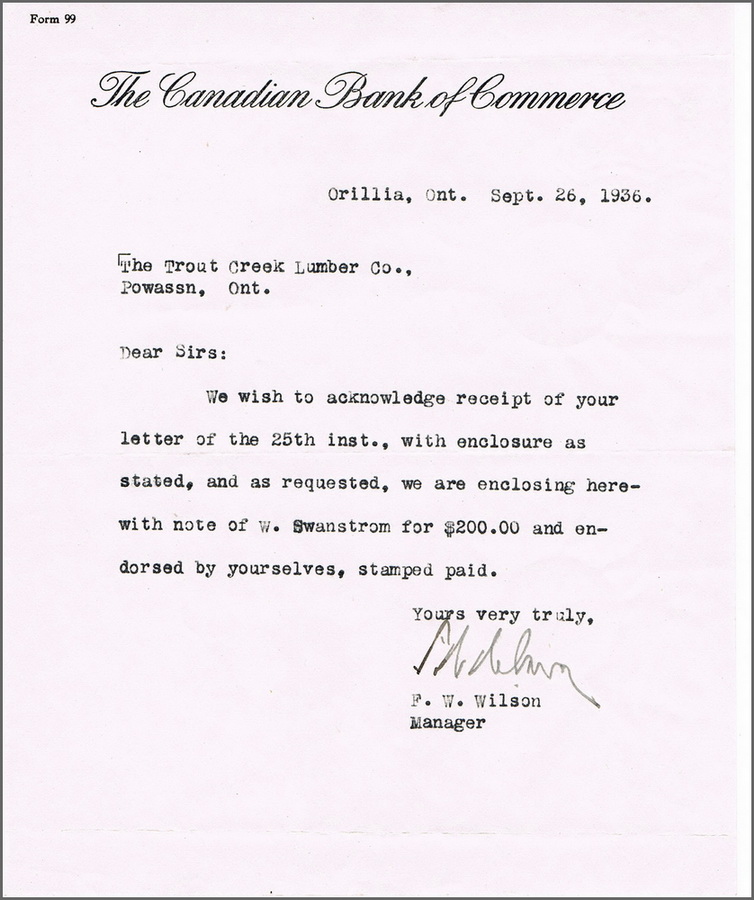 Form 99
The Canadian Bank of Commerce
Orillia, Ont. Sept. 26, 1936.
The Trout Creek Lumber Co.,
Powassn, Ont.
Dear Sirs:
We wish to acknowledge receipt of your
letter of the 25th inst., with enclosure as
stated, and as requested, we are enclosing here-
with note of W. Swanstrom for $200.00 and en-
dorsed by yourselves, stamped paid.
Yours very truly,
F. W. Wilson
Manager